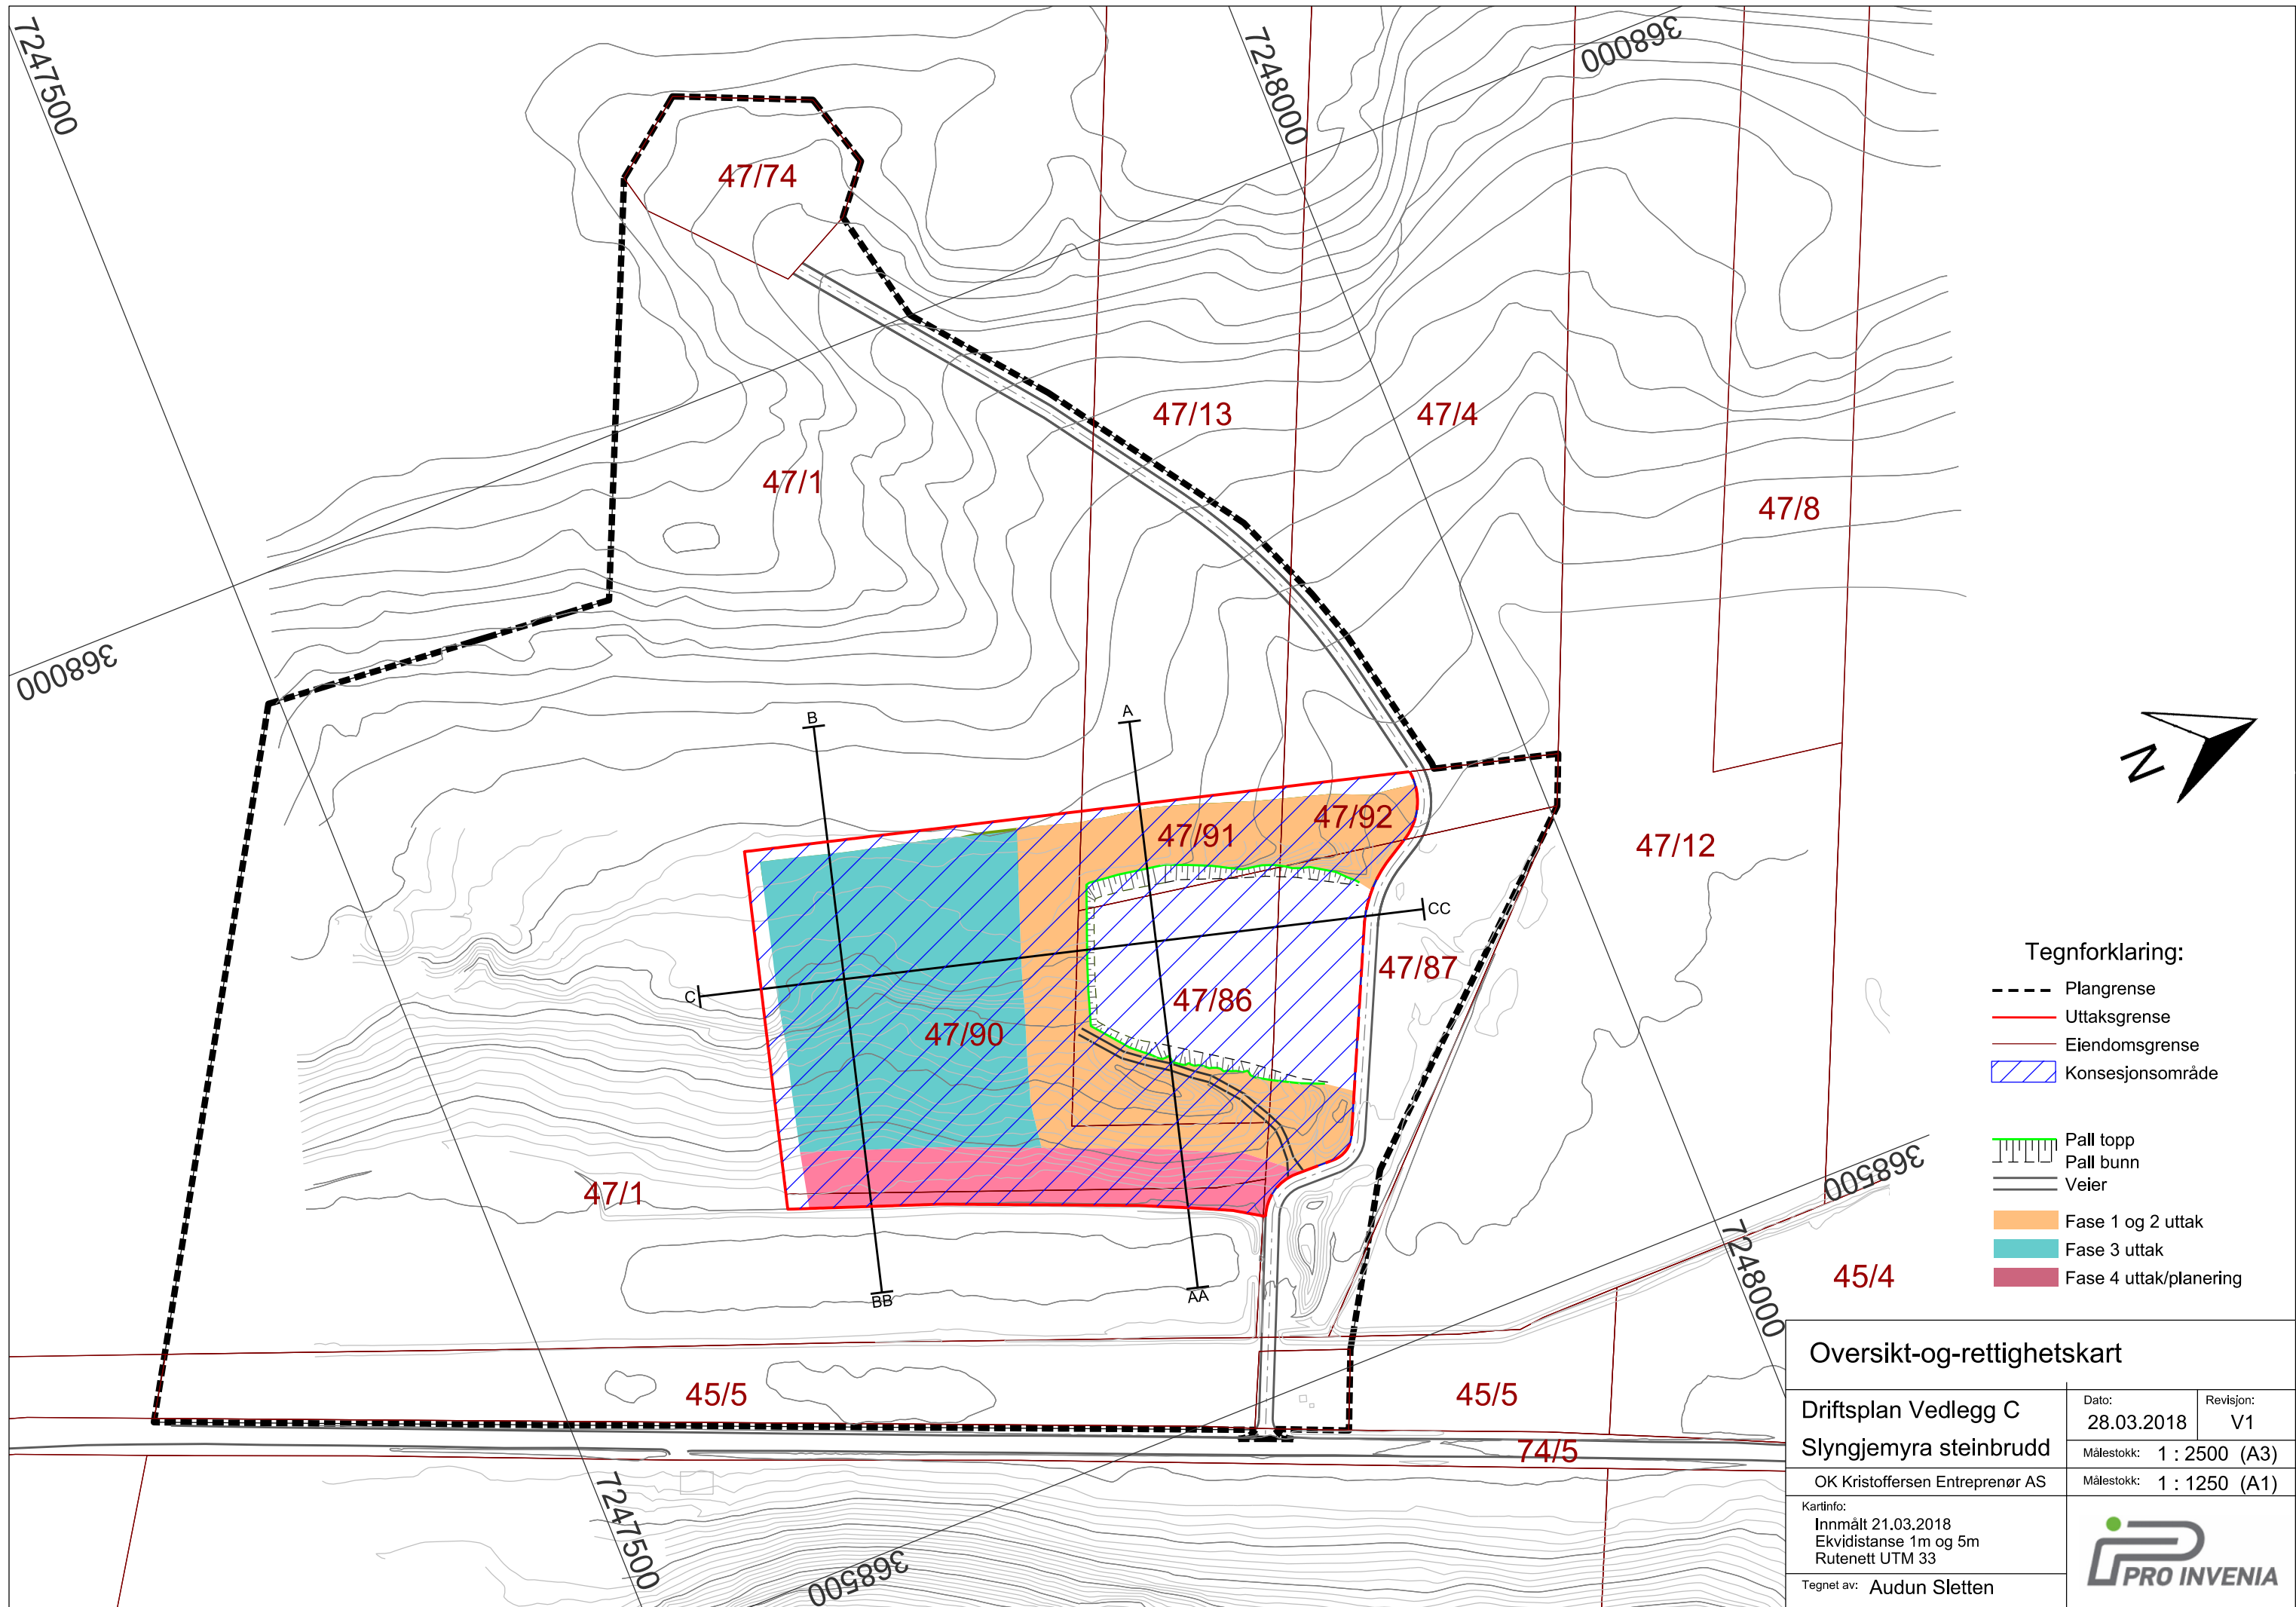 7247500
7248000
368000
47/74
47/13
47/4
47/1
47/8
368000
B
A
N
47/91
47/92
47/12
CC
47/87
C
47/86
47/90
Tegnforklaring:
Plangrense
Uttaksgrense
Eiendomsgrense
Konsesjonsområde
Pall topp
Pall bunn
Veier
Fase 1 og 2 uttak
Fase 3 uttak
Fase 4 uttak/planering
47/1
368500
7248000
45/4
BB
AA
45/5
45/5
74/5
7247500
368500
Oversikt-og-rettighetskart
Driftsplan Vedlegg C
Slyngjemyra steinbrudd
Dato:
28.03.2018
Revisjon:
V1
Målestokk: 1 : 2500 (A3)
OK Kristoffersen Entreprenør AS
Målestokk: 1 : 1250 (A1)
Kartinfo:
Innmålt 21.03.2018
Ekvidistanse 1m og 5m
Rutenett UTM 33
Tegnet av: Audun Sletten
PRO INVENIA